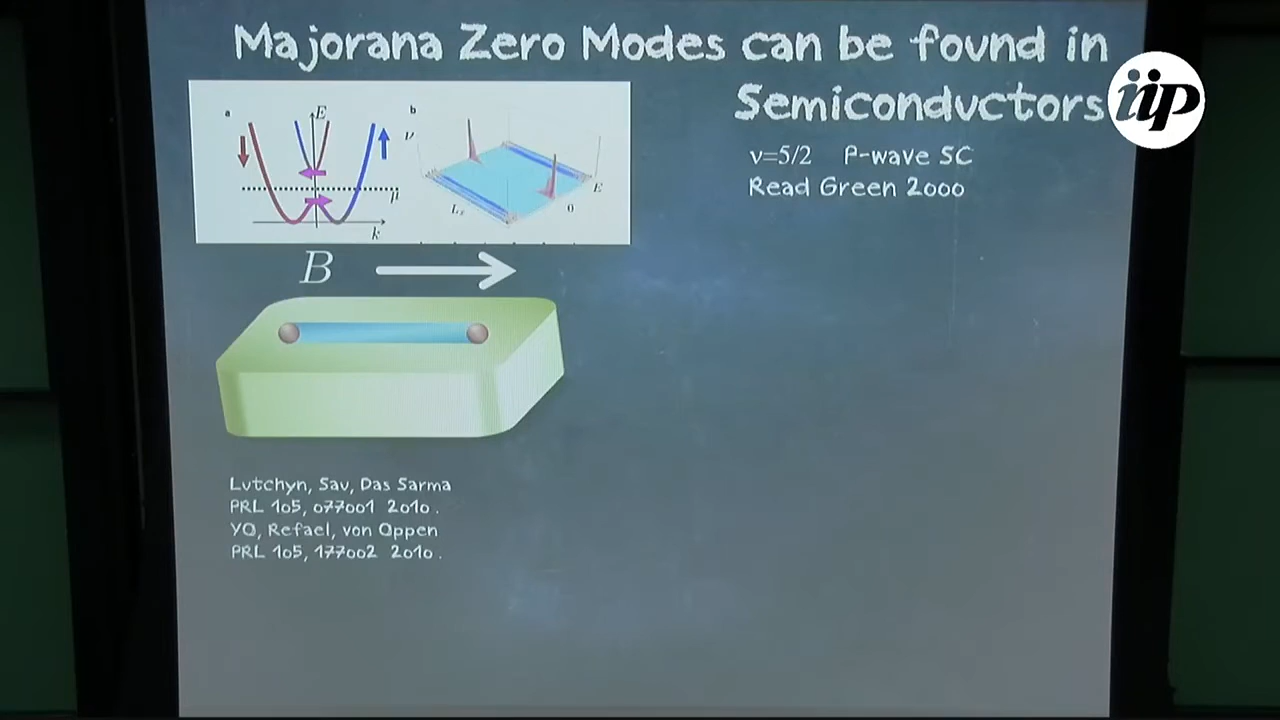 Majorana Zero Modes can be found in
Semiconductors
iip
ν=5/2 P-wave SC
Read Green 2000
a
E
b
ν
μ
k
E
0
B
Lutchyn, Sau, Das Sarma
PRL 105, 077001 2010.
YO, Refael, von Oppen
PRL 105, 177002 2010.